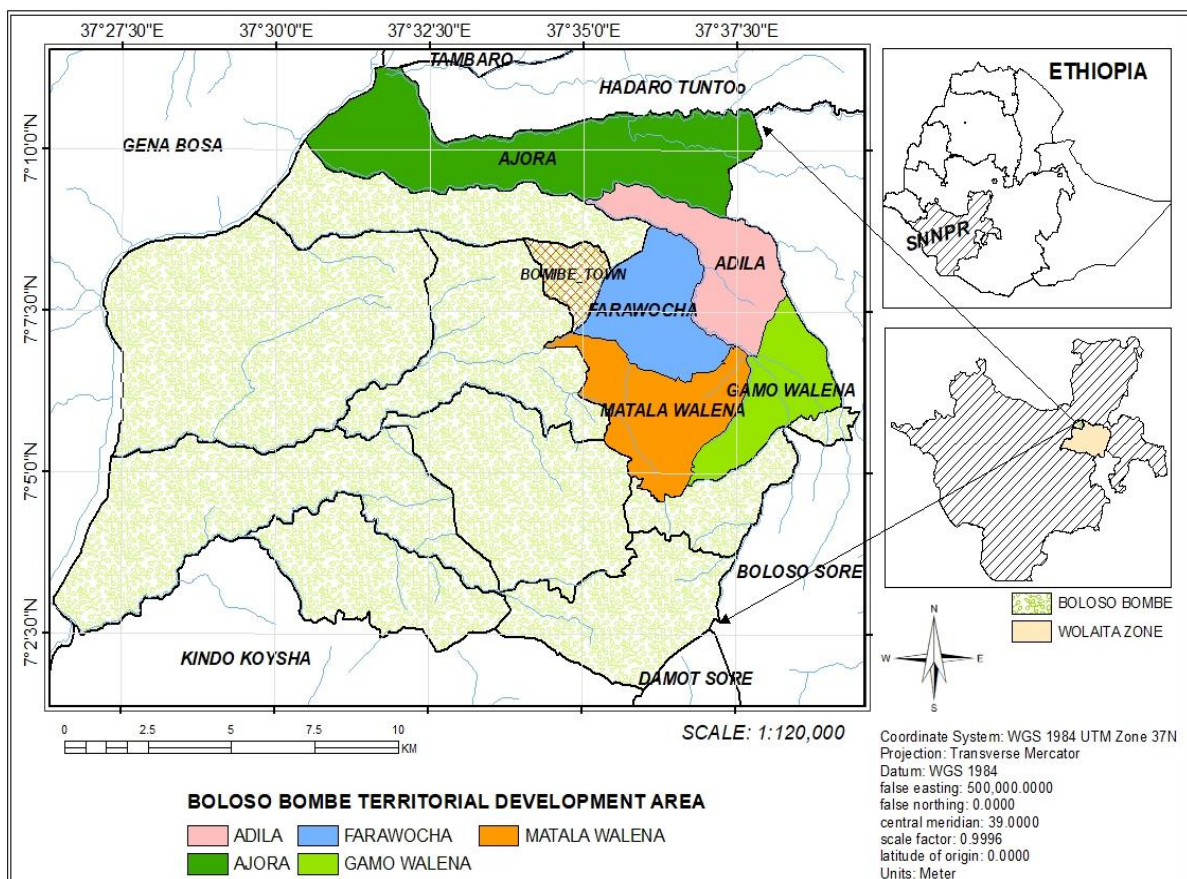 37°27'30"E 37°30'0"E 37°32'30"E 37°35'0"E 37°37'30"E
TAMBARO
HADARO TUNTOo
GENA BOSA
7°10'0"N
AJORA
ADILA
BOMBE_TOWN
7°7'30"N
FARAWOCHA
GAMO WALENA
MATALA WALENA
7°5'0"N
BOLOSO SORE
7°2'30"N
KINDO KOYSHA
DAMOT SORE
0 2.5 5 7.5 10
KM
SCALE: 1:120,000
ETHIOPIA
SNNPR
BOLOSO BOMBE
WOLAITA ZONE
N
W E
S
Coordinate System: WGS 1984 UTM Zone 37N
Projection: Transverse Mercator
Datum: WGS 1984
false easting: 500,000.0000
false northing: 0.0000
central meridian: 39.0000
scale factor: 0.9996
latitude of origin: 0.0000
Units: Meter
BOLOSO BOMBE TERRITORIAL DEVELOPMENT AREA
ADILA FARAWOCHA MATALA WALENA
AJORA GAMO WALENA